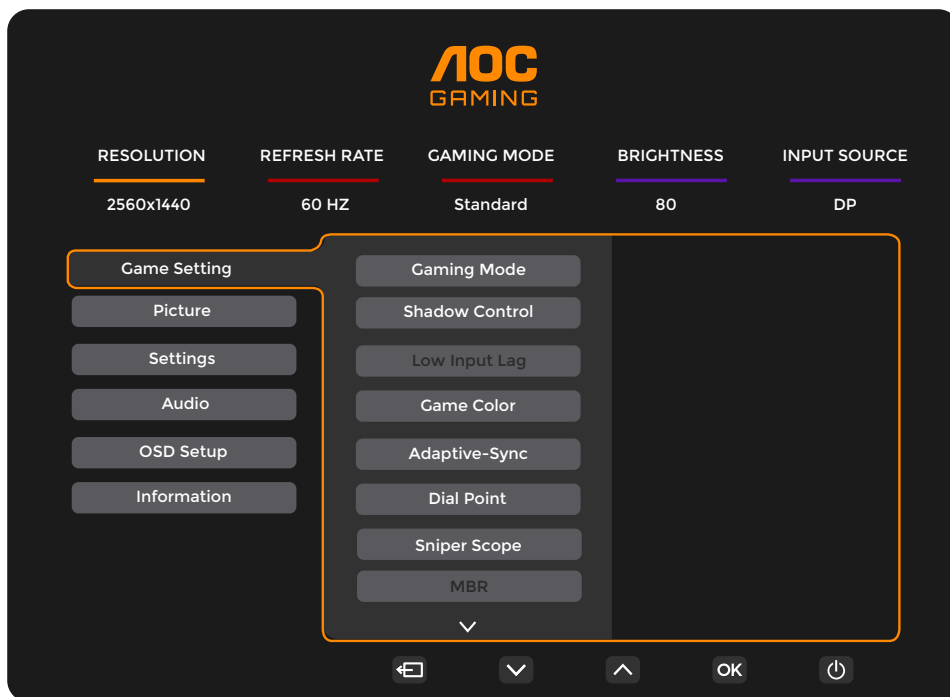 AOC
GAMING
RESOLUTION REFRESH RATE GAMING MODE BRIGHTNESS INPUT SOURCE
2560x1440 60 HZ Standard 80 DP
Game Setting
Picture
Settings
Audio
OSD Setup
Information
Gaming Mode
Shadow Control
Low Input Lag
Game Color
Adaptive-Sync
Dial Point
Sniper Scope
MBR
OK